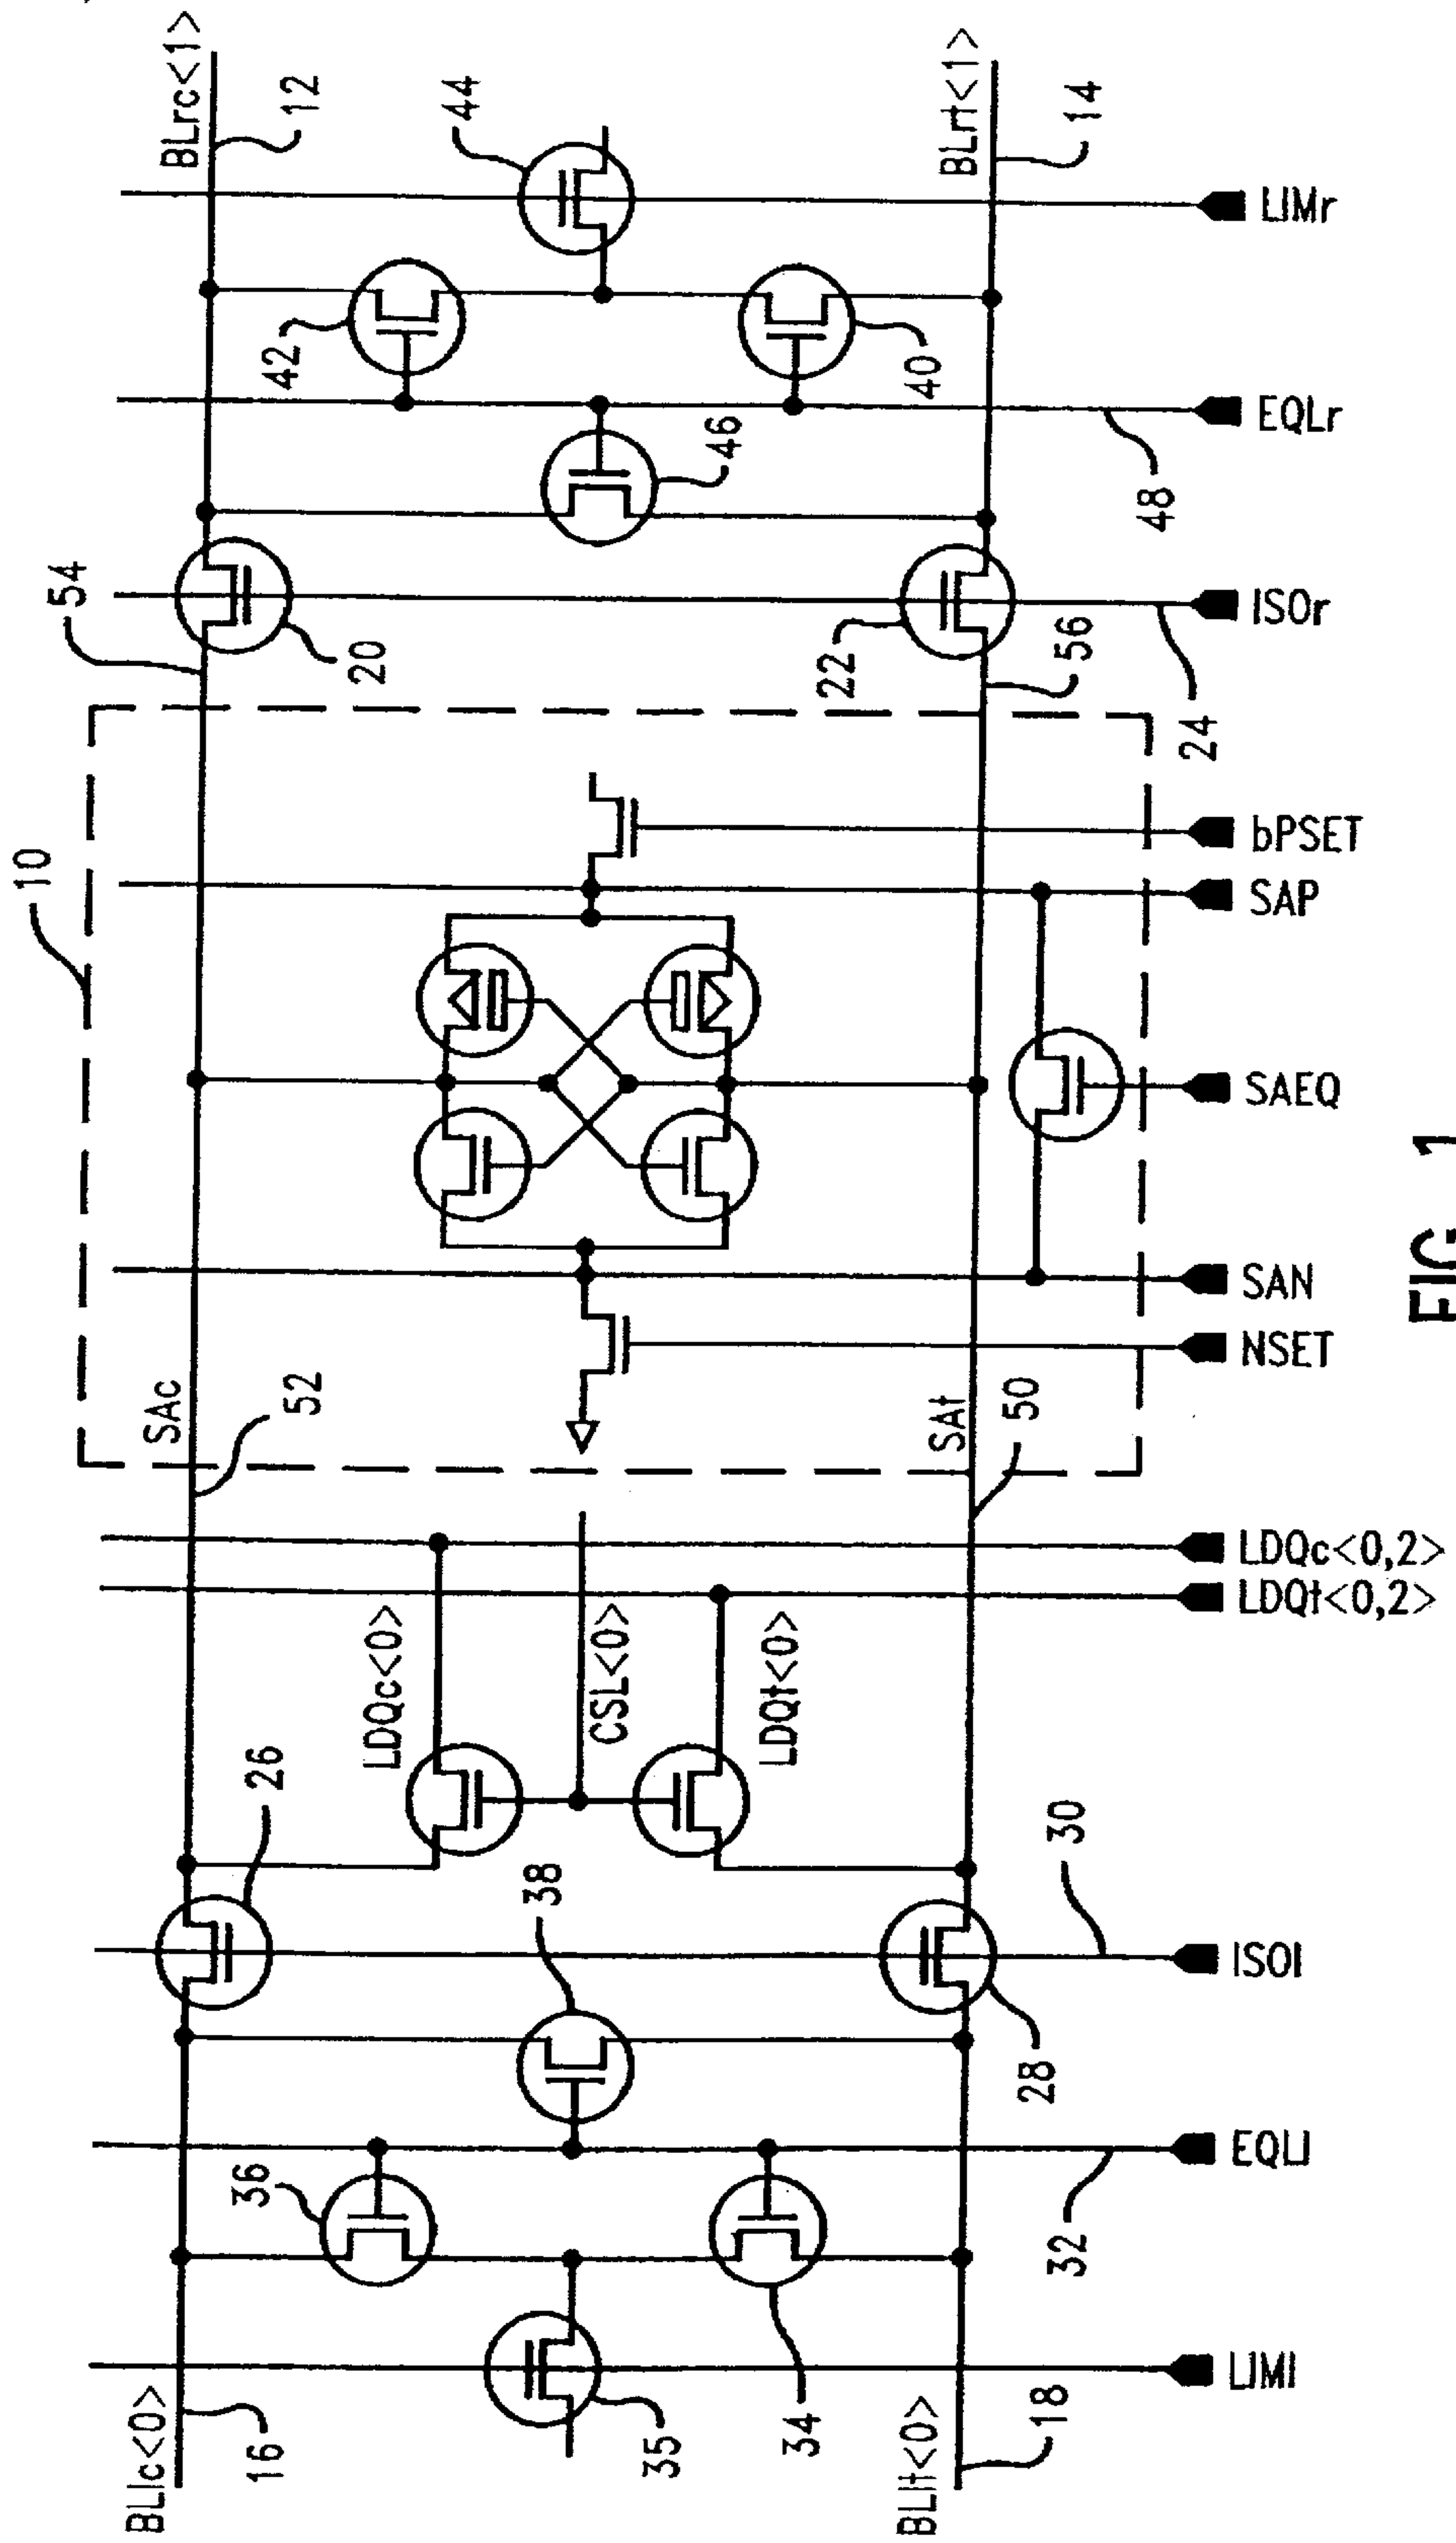 BLrc<1>
12
44
BLrt<1>
14
LIMr
42
40
EQLr
46
48
54
ISOr
20
22
56
24
10
bPSET
SAP
SAEQ
SAN
NSET
SAc
52
SAt
50
LDQc<0,2>
LDQt<0,2>
LDQc<0>
CSL<0>
LDQt<0>
26
30
38
ISOl
28
EQLl
36
32
LIMl
BLlc<0>
16
35
34
BLlt<0>
18
FIG. 1